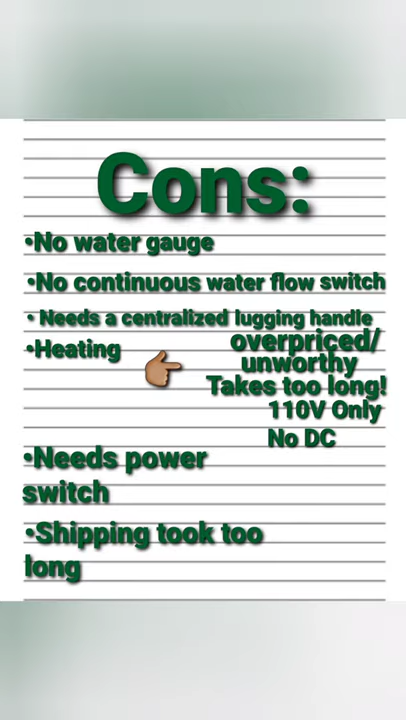 Cons:
•No water gauge
•No continuous water flow switch
• Needs a centralized lugging handle
•Heating
overpriced/
unworthy
Takes too long!
110V Only
No DC
•Needs power
switch
•Shipping took too
long